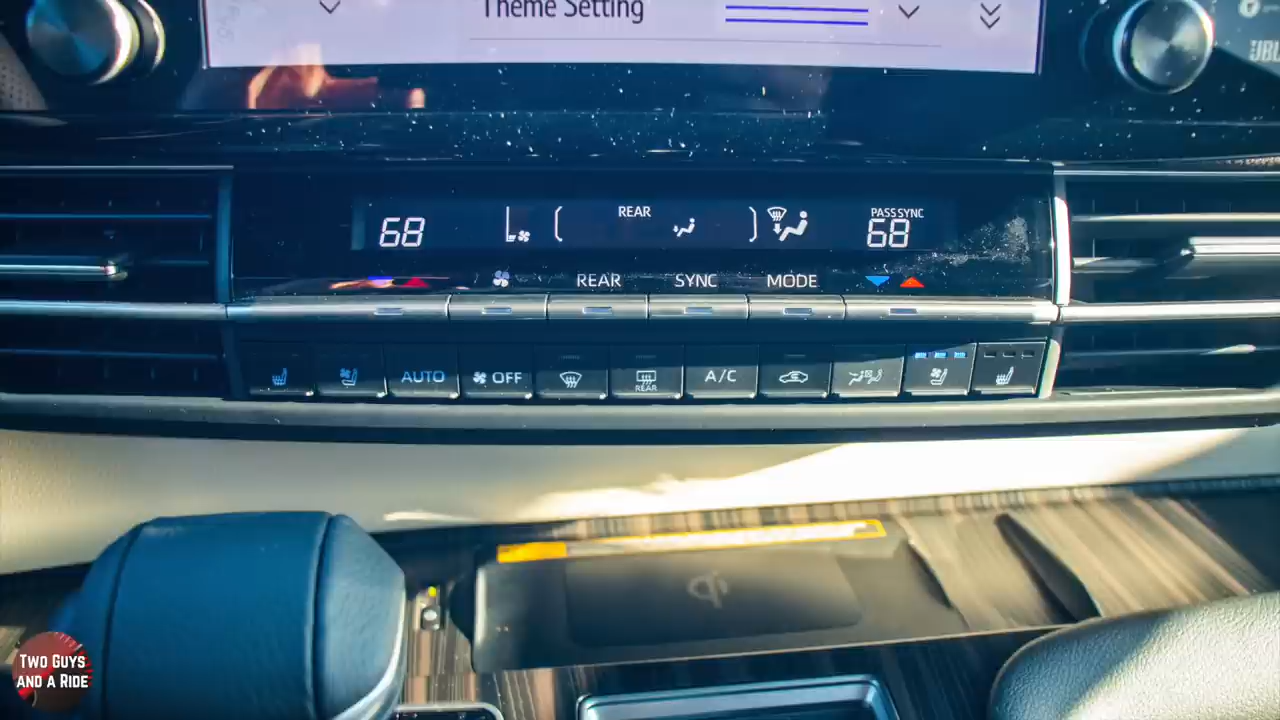 Theme Setting
JBL
REAR
PASS SYNC
68
68
REAR
SYNC
MODE
AUTO
OFF
REAR
A/C
TWO GUYS
AND A RIDE